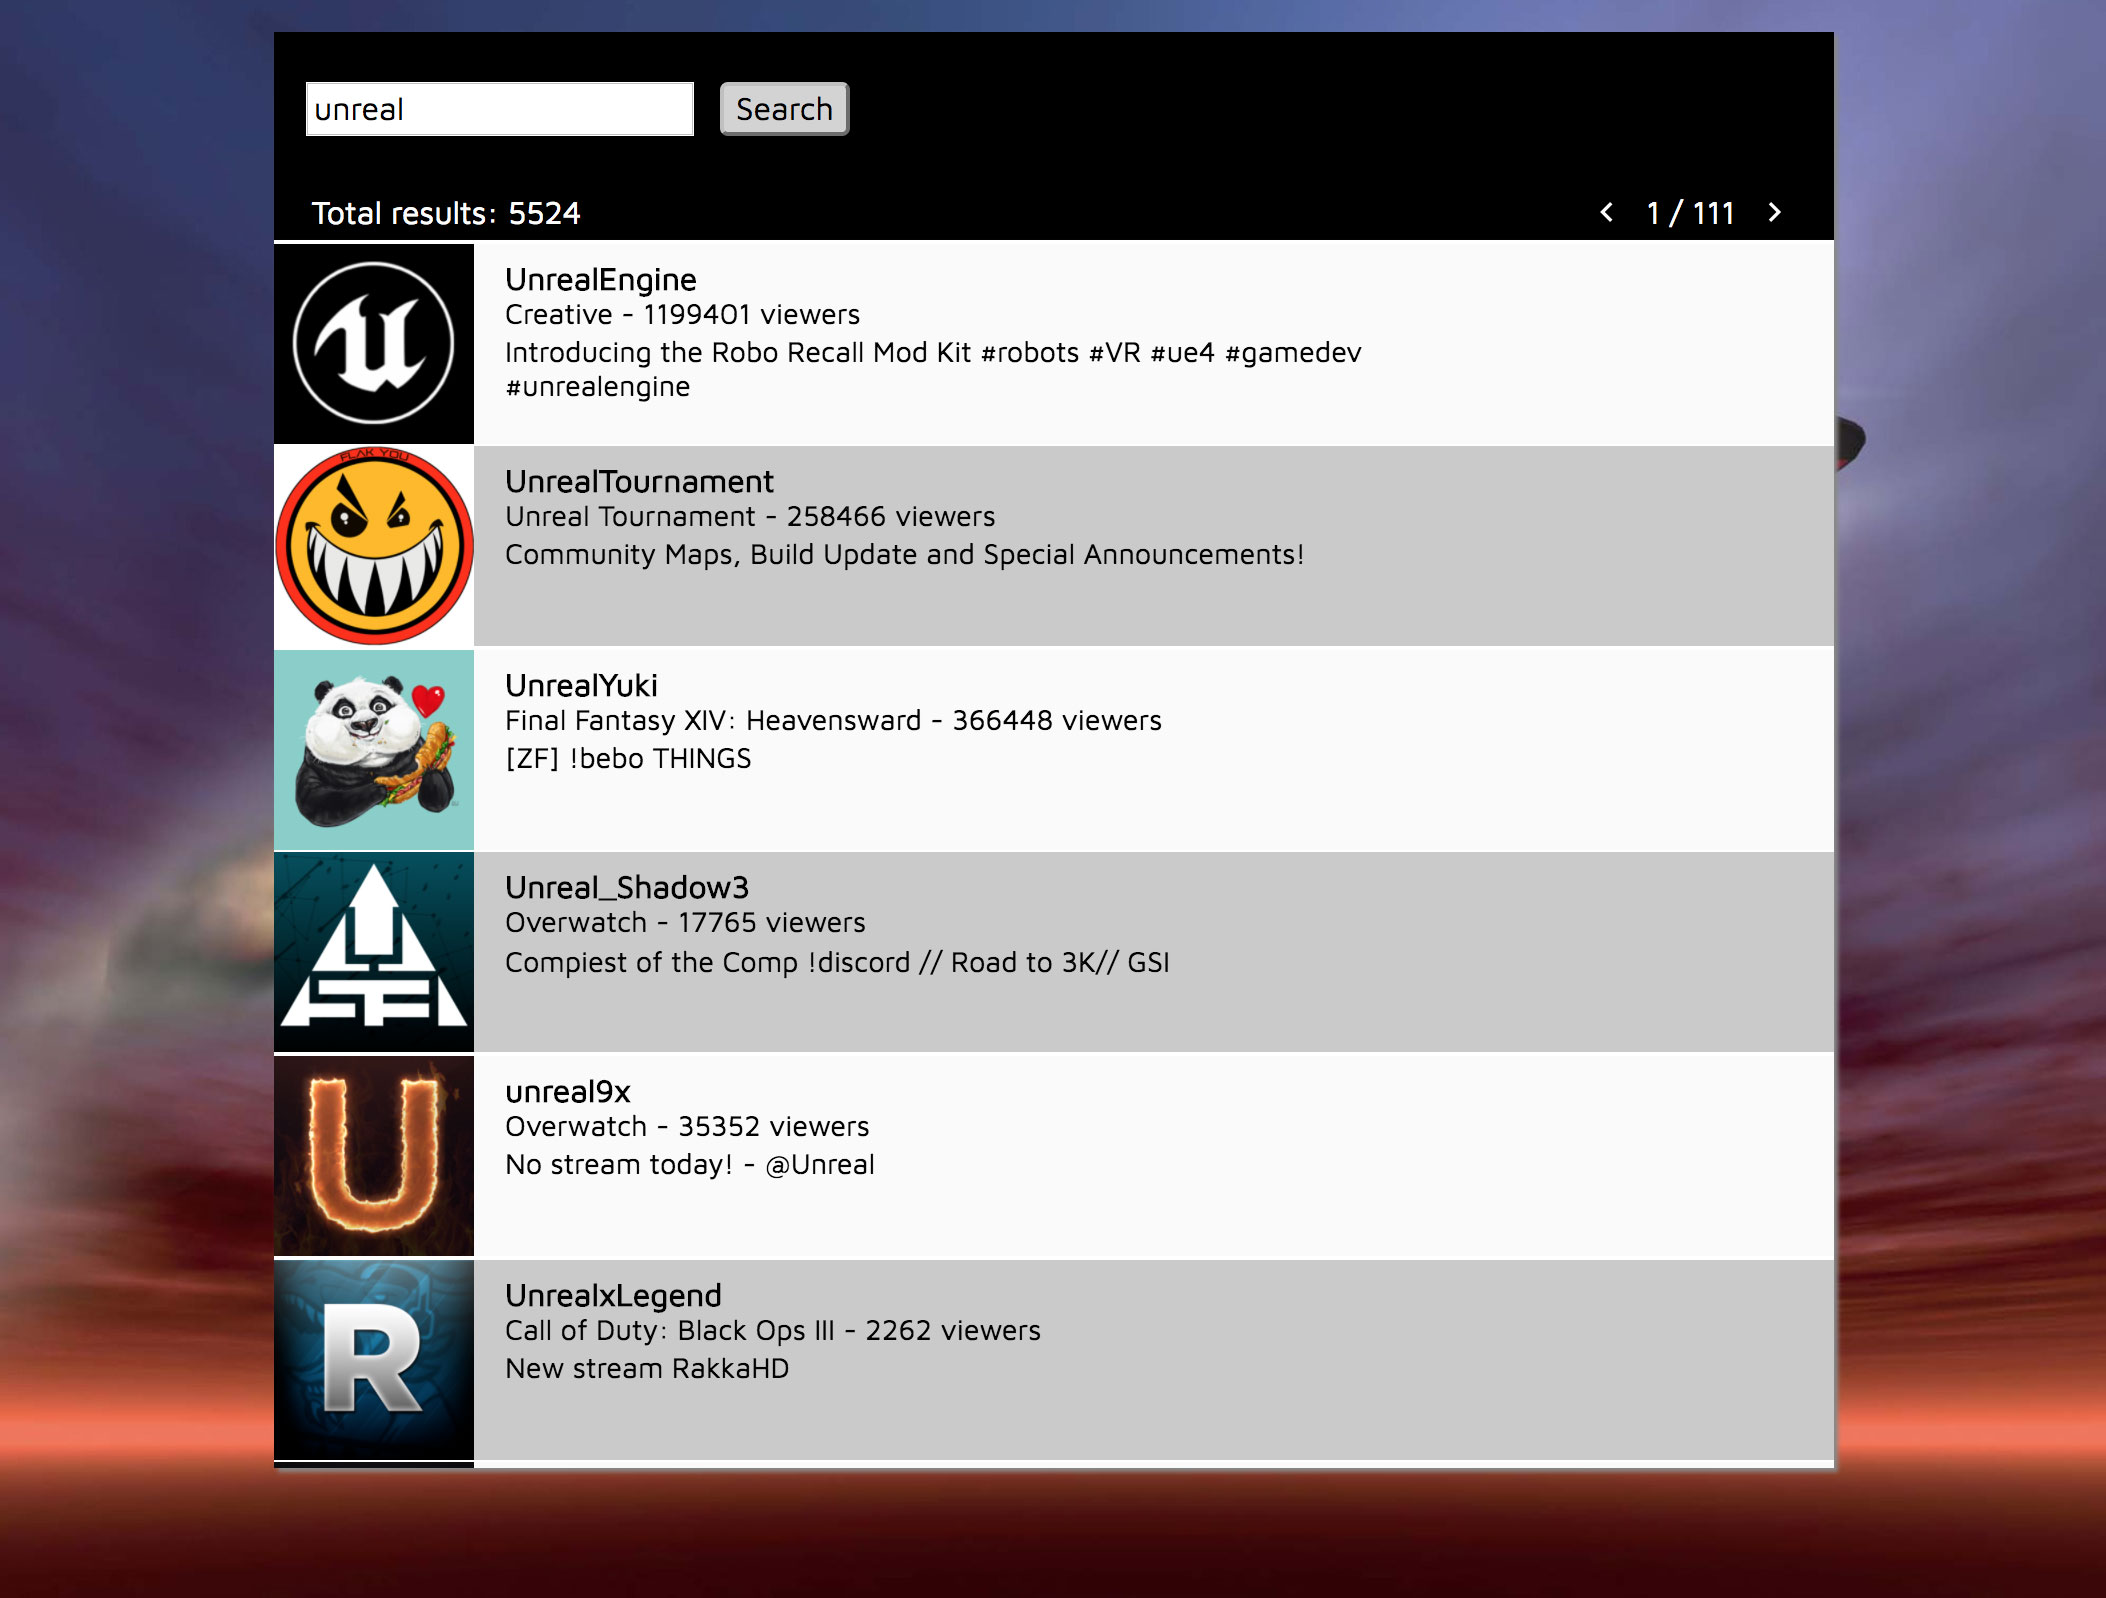 unreal Search
Total results: 5524 1 / 111
UnrealEngine
Creative - 1199401 viewers
Introducing the Robo Recall Mod Kit #robots #VR #ue4 #gamedev
#unrealengine
FLAK YOU
UnrealTournament
Unreal Tournament - 258466 viewers
Community Maps, Build Update and Special Announcements!
UnrealYuki
Final Fantasy XIV: Heavensward - 366448 viewers
[ZF] !bebo THINGS
Unreal_Shadow3
Overwatch - 17765 viewers
Compiest of the Comp !discord // Road to 3K// GSI
U
unreal9x
Overwatch - 35352 viewers
No stream today! - @Unreal
R
UnrealxLegend
Call of Duty: Black Ops III - 2262 viewers
New stream RakkaHD